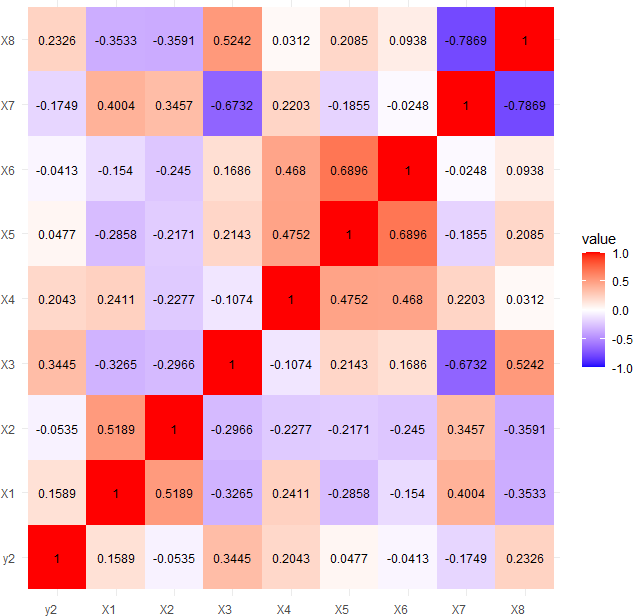 X8 0.2326 -0.3533 -0.3591 0.5242 0.0312 0.2085 0.0938 -0.7869 1
X7 -0.1749 0.4004 0.3457 -0.6732 0.2203 -0.1855 -0.0248 1 -0.7869
X6 -0.0413 -0.154 -0.245 0.1686 0.468 0.6896 1 -0.0248 0.0938
X5 0.0477 -0.2858 -0.2171 0.2143 0.4752 1 0.6896 -0.1855 0.2085
X4 0.2043 0.2411 -0.2277 -0.1074 1 0.4752 0.468 0.2203 0.0312
X3 0.3445 -0.3265 -0.2966 1 -0.1074 0.2143 0.1686 -0.6732 0.5242
X2 -0.0535 0.5189 1 -0.2966 -0.2277 -0.2171 -0.245 0.3457 -0.3591
X1 0.1589 1 0.5189 -0.3265 0.2411 -0.2858 -0.154 0.4004 -0.3533
y2 1 0.1589 -0.0535 0.3445 0.2043 0.0477 -0.0413 -0.1749 0.2326
y2 X1 X2 X3 X4 X5 X6 X7 X8
value
1.0
0.5
0.0
-0.5
-1.0